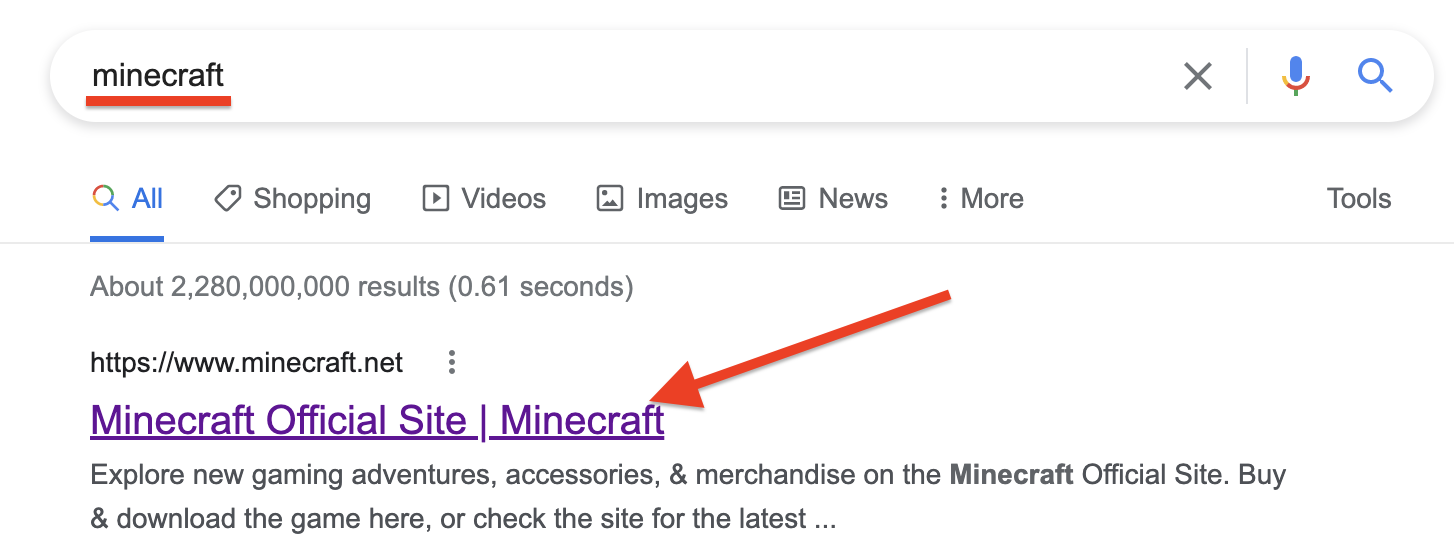 minecraft
All Shopping Videos Images News More Tools
About 2,280,000,000 results (0.61 seconds)
https://www.minecraft.net
Minecraft Official Site | Minecraft
Explore new gaming adventures, accessories, & merchandise on the Minecraft Official Site. Buy
& download the game here, or check the site for the latest ...